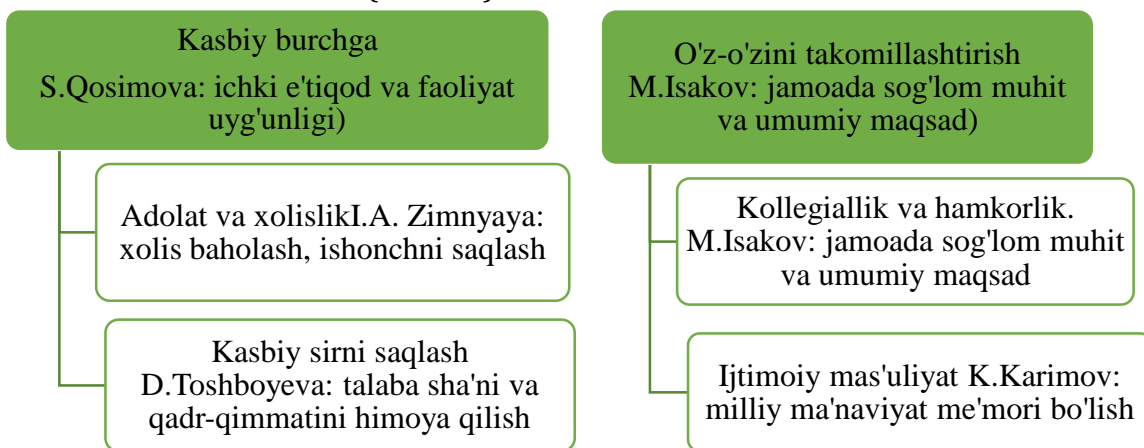 Kasbiy burchga
S.Qosimova: ichki e'tiqod va faoliyat
uyg'unligi)
Adolat va xolislikI.A. Zimnyaya:
xolis baholash, ishonchni saqlash
Kasbiy sirni saqlash
D.Toshboyeva: talaba sha'ni va
qadr-qimmatini himoya qilish
O'z-o'zini takomillashtirish
M.Isakov: jamoada sog'lom muhit
va umumiy maqsad)
Kollegiallik va hamkorlik.
M.Isakov: jamoada sog'lom muhit
va umumiy maqsad
Ijtimoiy mas'uliyat K.Karimov:
milliy ma'naviyat me'mori bo'lish